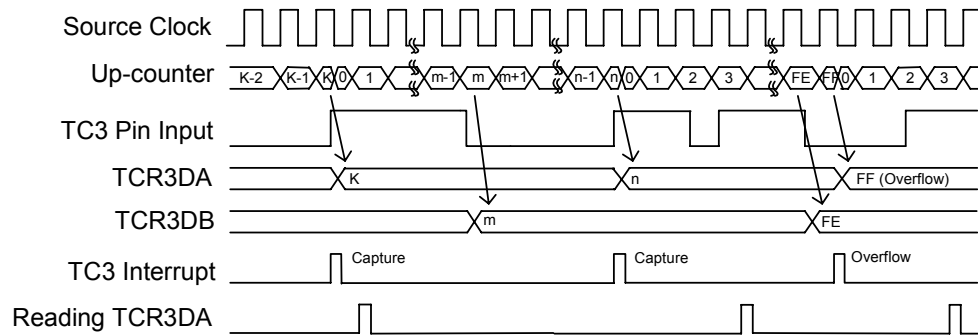 Source Clock
Up-counter K-2 K-1 K 0 1 m-1 m m+1 n-1 n 0 1 2 3 FE FF 0 1 2 3
TC3 Pin Input
TCR3DA K n FF (Overflow)
TCR3DB m FE
TC3 Interrupt Capture Capture Overflow
Reading TCR3DA